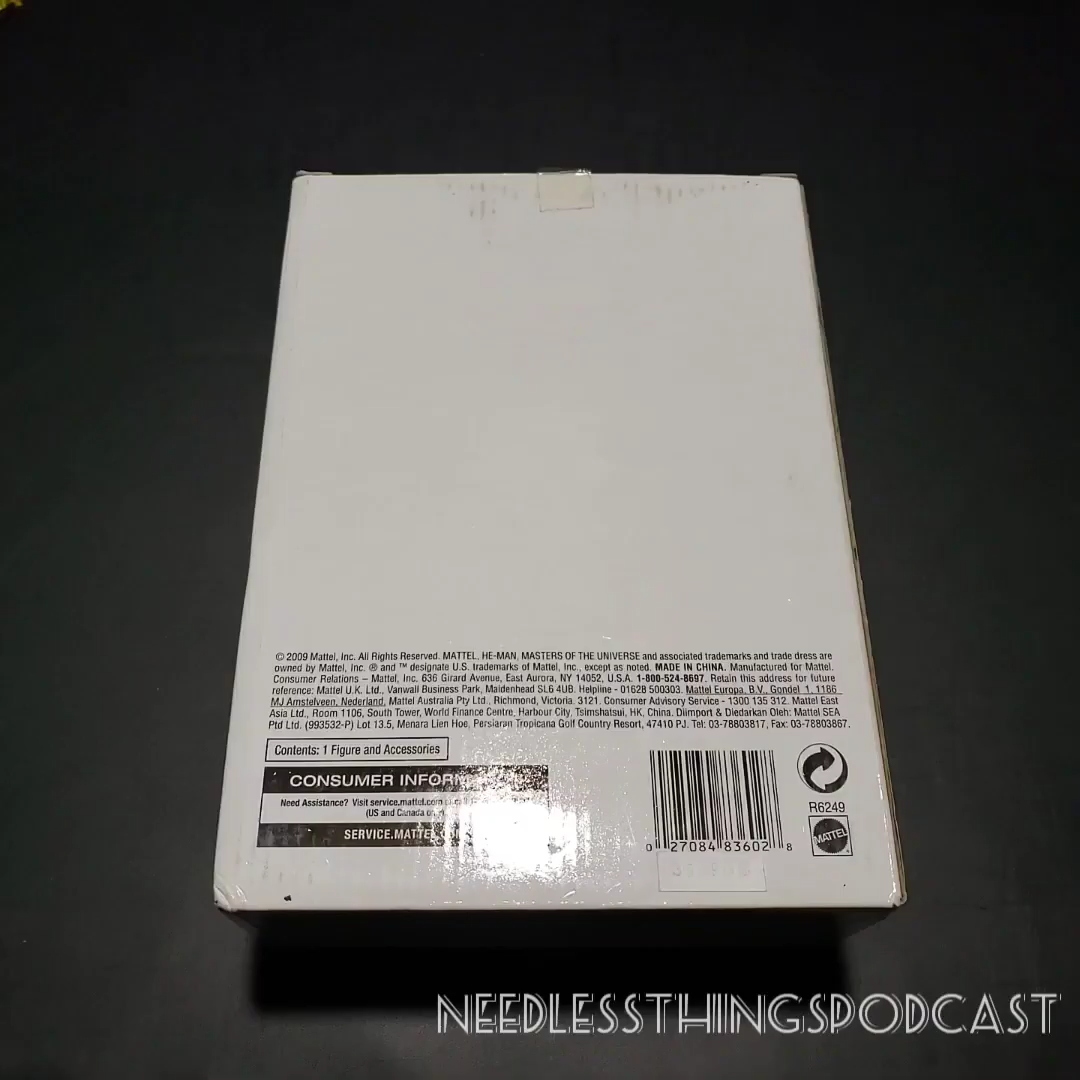 © 2009 Mattel, Inc. All Rights Reserved. MATTEL, HE-MAN, MASTERS OF THE UNIVERSE and associated trademarks and trade dress are
owned by Mattel, Inc. ® and ™ designate U.S. trademarks of Mattel, Inc., except as noted. MADE IN CHINA. Manufactured for Mattel.
Consumer Relations – Mattel, Inc. 636 Girard Avenue, East Aurora, NY 14052, U.S.A. 1-800-524-8697. Retain this address for future
reference: Mattel U.K. Ltd., Vanwall Business Park, Maidenhead SL6 4UB. Helpline - 01628 500303. Mattel Europa, B.V., Gondel 1, 1186
MJ Amstelveen, Nederland. Mattel Australia Pty Ltd., Richmond, Victoria. 3121. Consumer Advisory Service - 1300 135 312. Mattel East
Asia Ltd., Room 1106, South Tower, World Finance Centre, Harbour City, Tsimshatsui, HK, China. Diimport & Diedarkan Oleh: Mattel SEA
Ptd Ltd. (993532-P) Lot 13.5, Menara Lien Hoe, Persiaran Tropicana Golf Country Resort, 47410 PJ. Tel: 03-78803817, Fax: 03-78803867.
Contents: 1 Figure and Accessories
CONSUMER
Need Assistance? Visit service.mattel.com
(US and Canada
0 27084 83602 8
R6249
MATTEL
NEEDLESSTHINGSPODCAST